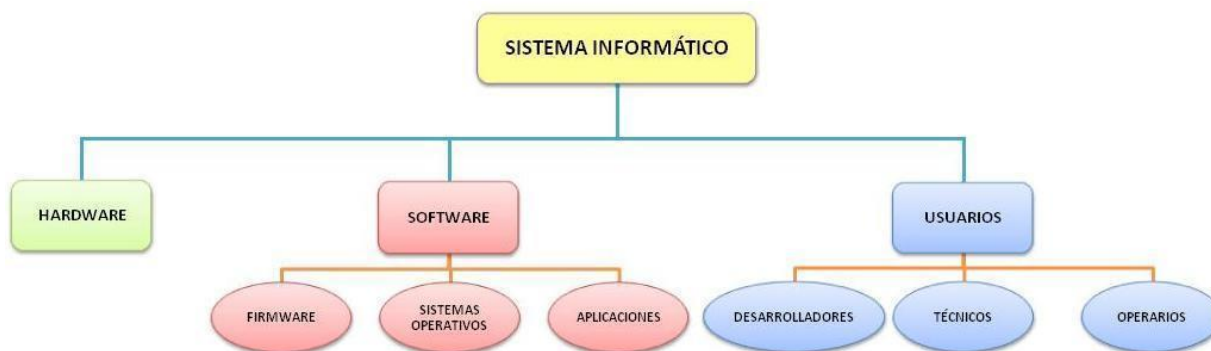 SISTEMA INFORMÁTICO
HARDWARE
SOFTWARE
USUARIOS
FIRMWARE
SISTEMAS
OPERATIVOS
APLICACIONES
DESARROLLADORES
TÉCNICOS
OPERARIOS